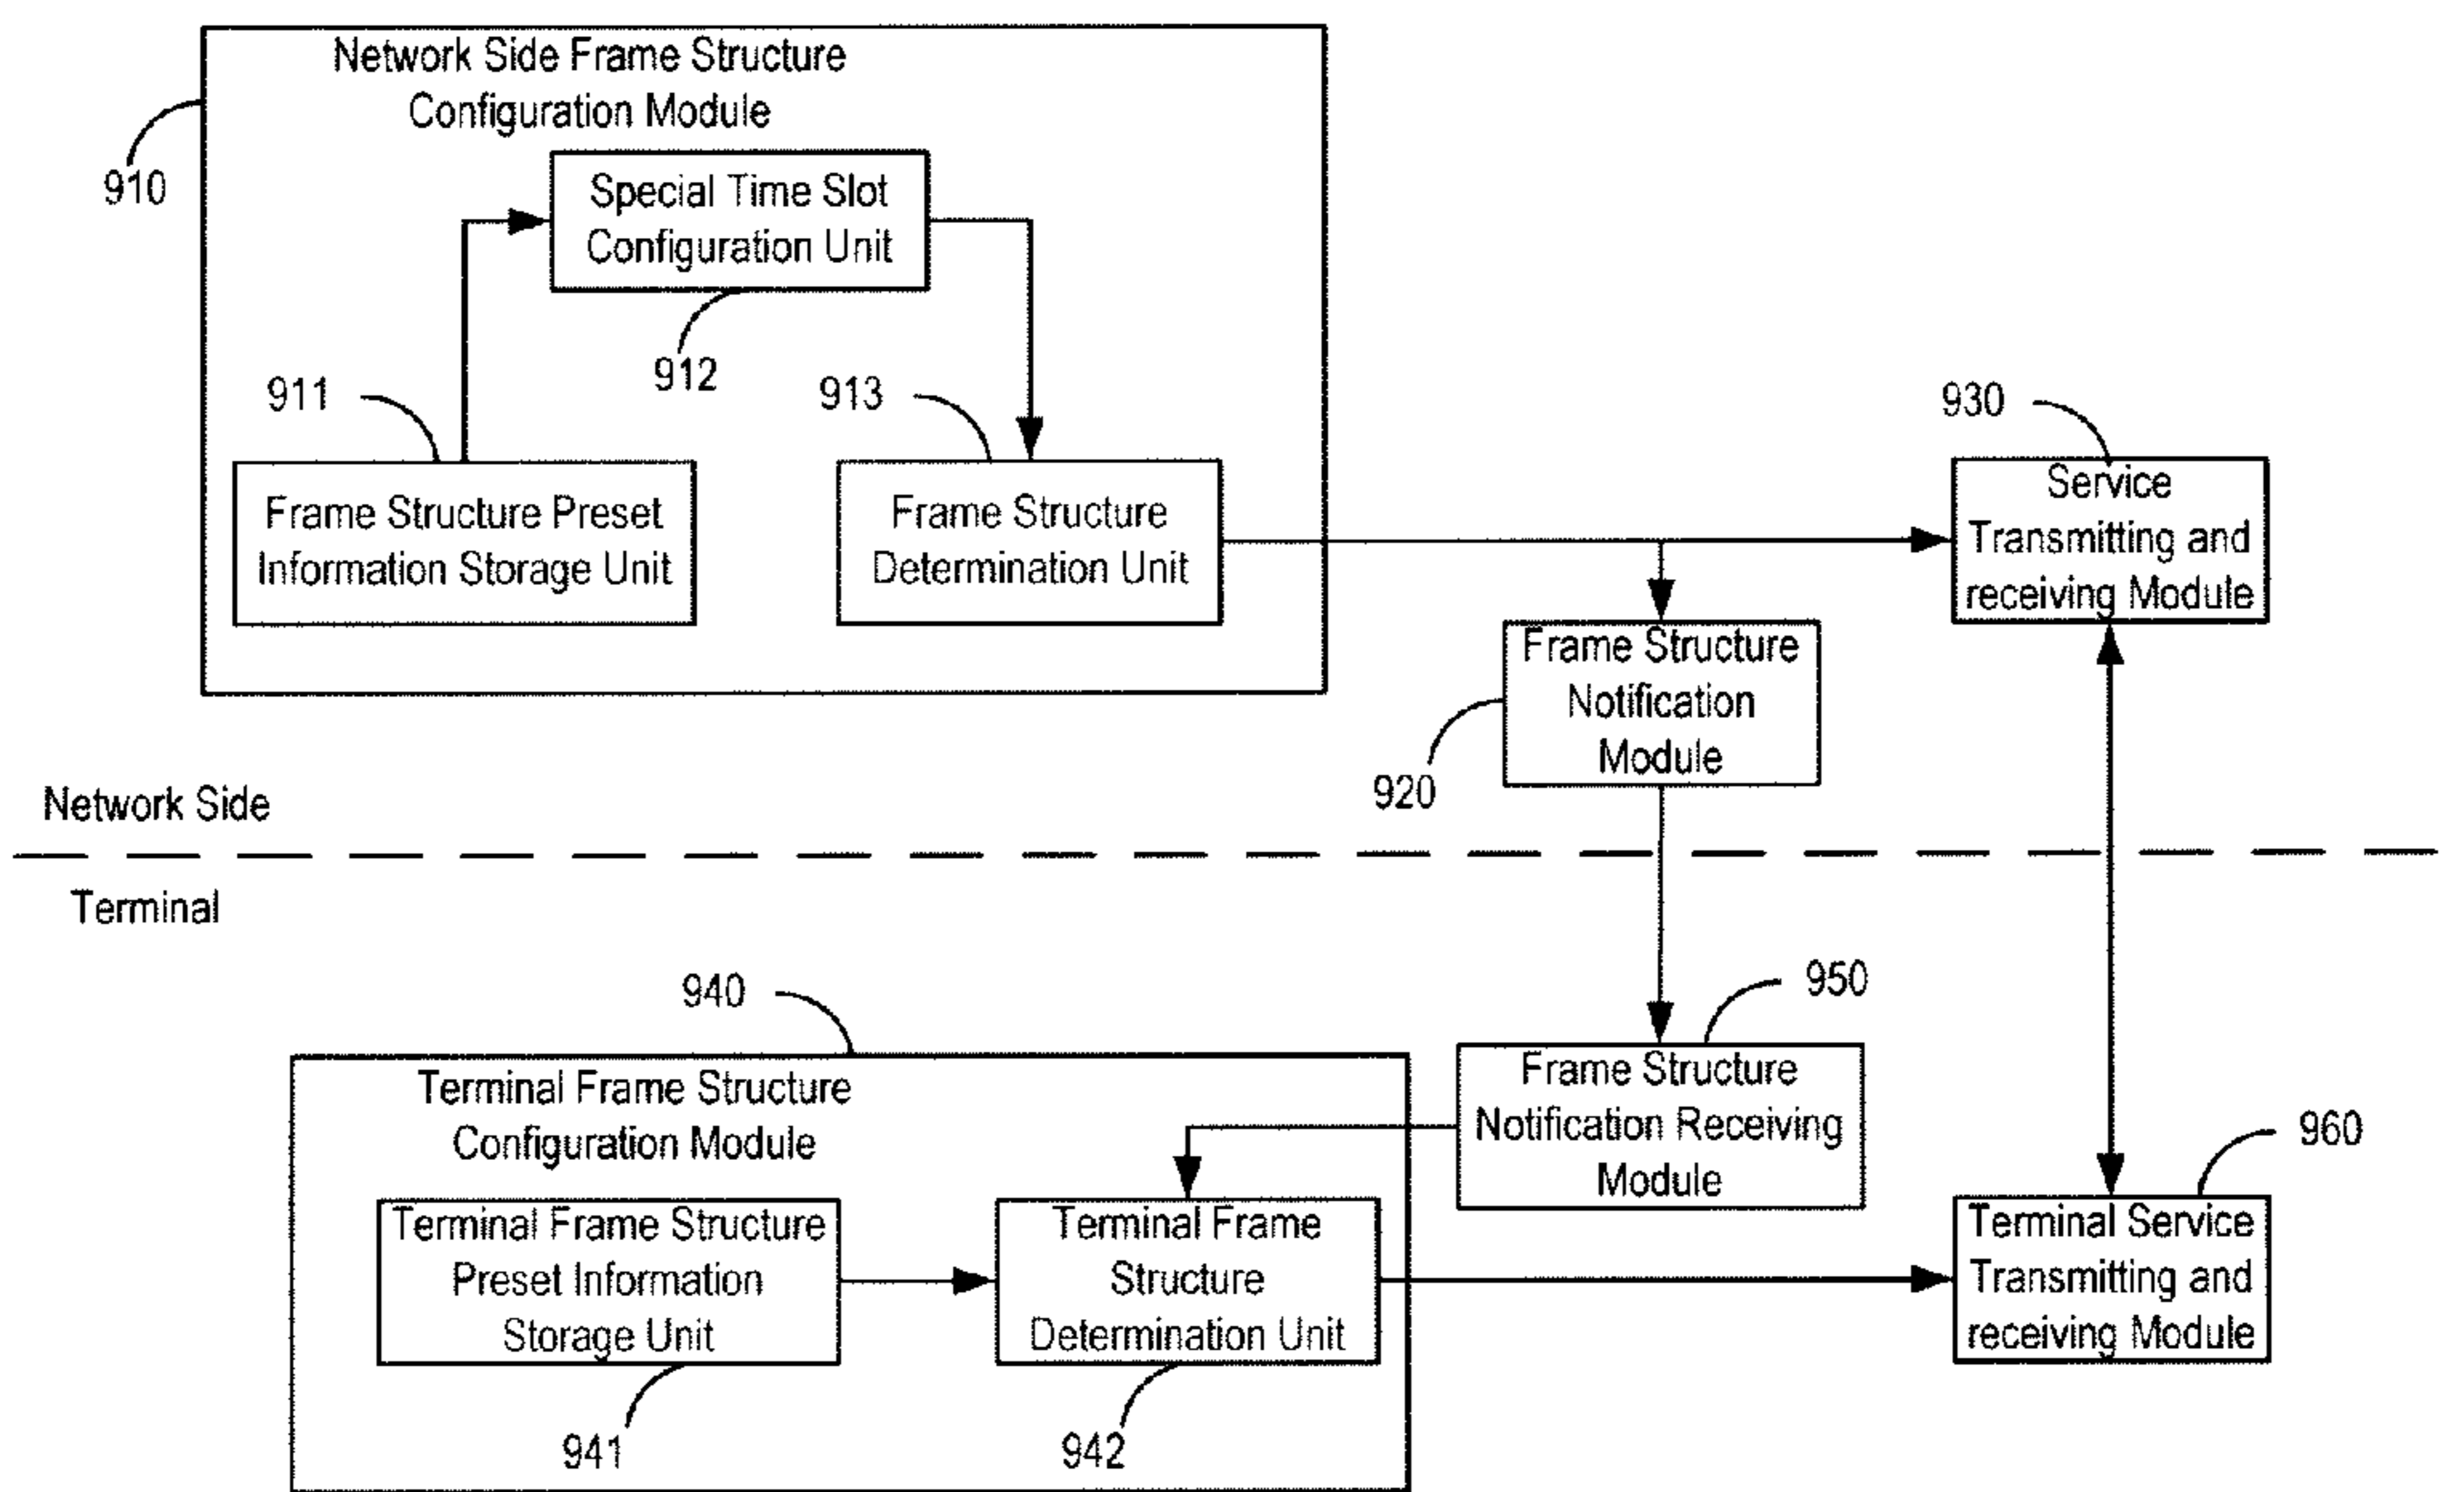 Network Side Frame Structure
Configuration Module
910
Special Time Slot
Configuration Unit
912
911
913
930
Frame Structure Preset
Information Storage Unit
Frame Structure
Determination Unit
Service
Transmitting and
receiving Module
Frame Structure
Notification
Module
920
Network Side
Terminal
940
950
Terminal Frame Structure
Configuration Module
Frame Structure
Notification Receiving
Module
960
Terminal Frame Structure
Preset Information
Storage Unit
Terminal Frame
Structure
Determination Unit
Terminal Service
Transmitting and
receiving Module
941
942